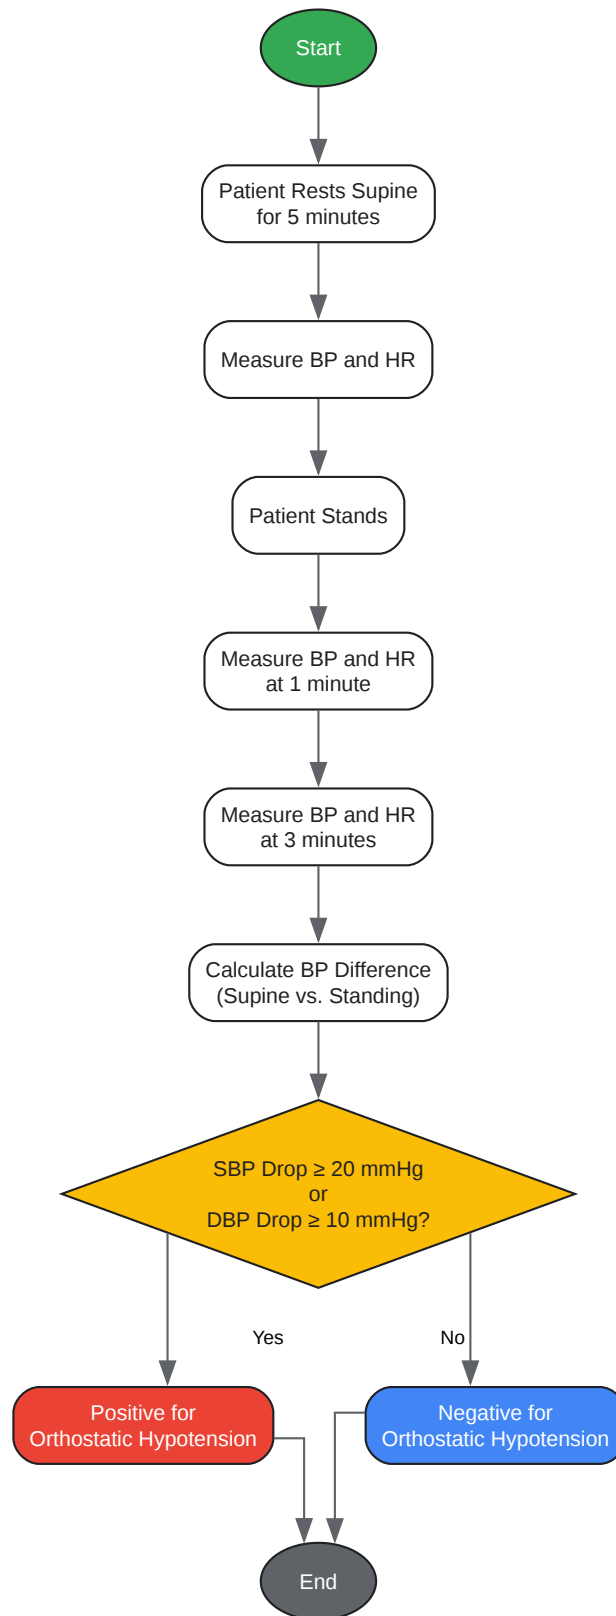 Start
Patient Rests Supine
for 5 minutes
Measure BP and HR
Patient Stands
Measure BP and HR
at 1 minute
Measure BP and HR
at 3 minutes
Calculate BP Difference
(Supine vs. Standing)
SBP Drop ≥ 20 mmHg
or
DBP Drop ≥ 10 mmHg?
Yes
No
Positive for
Orthostatic Hypotension
Negative for
Orthostatic Hypotension
End